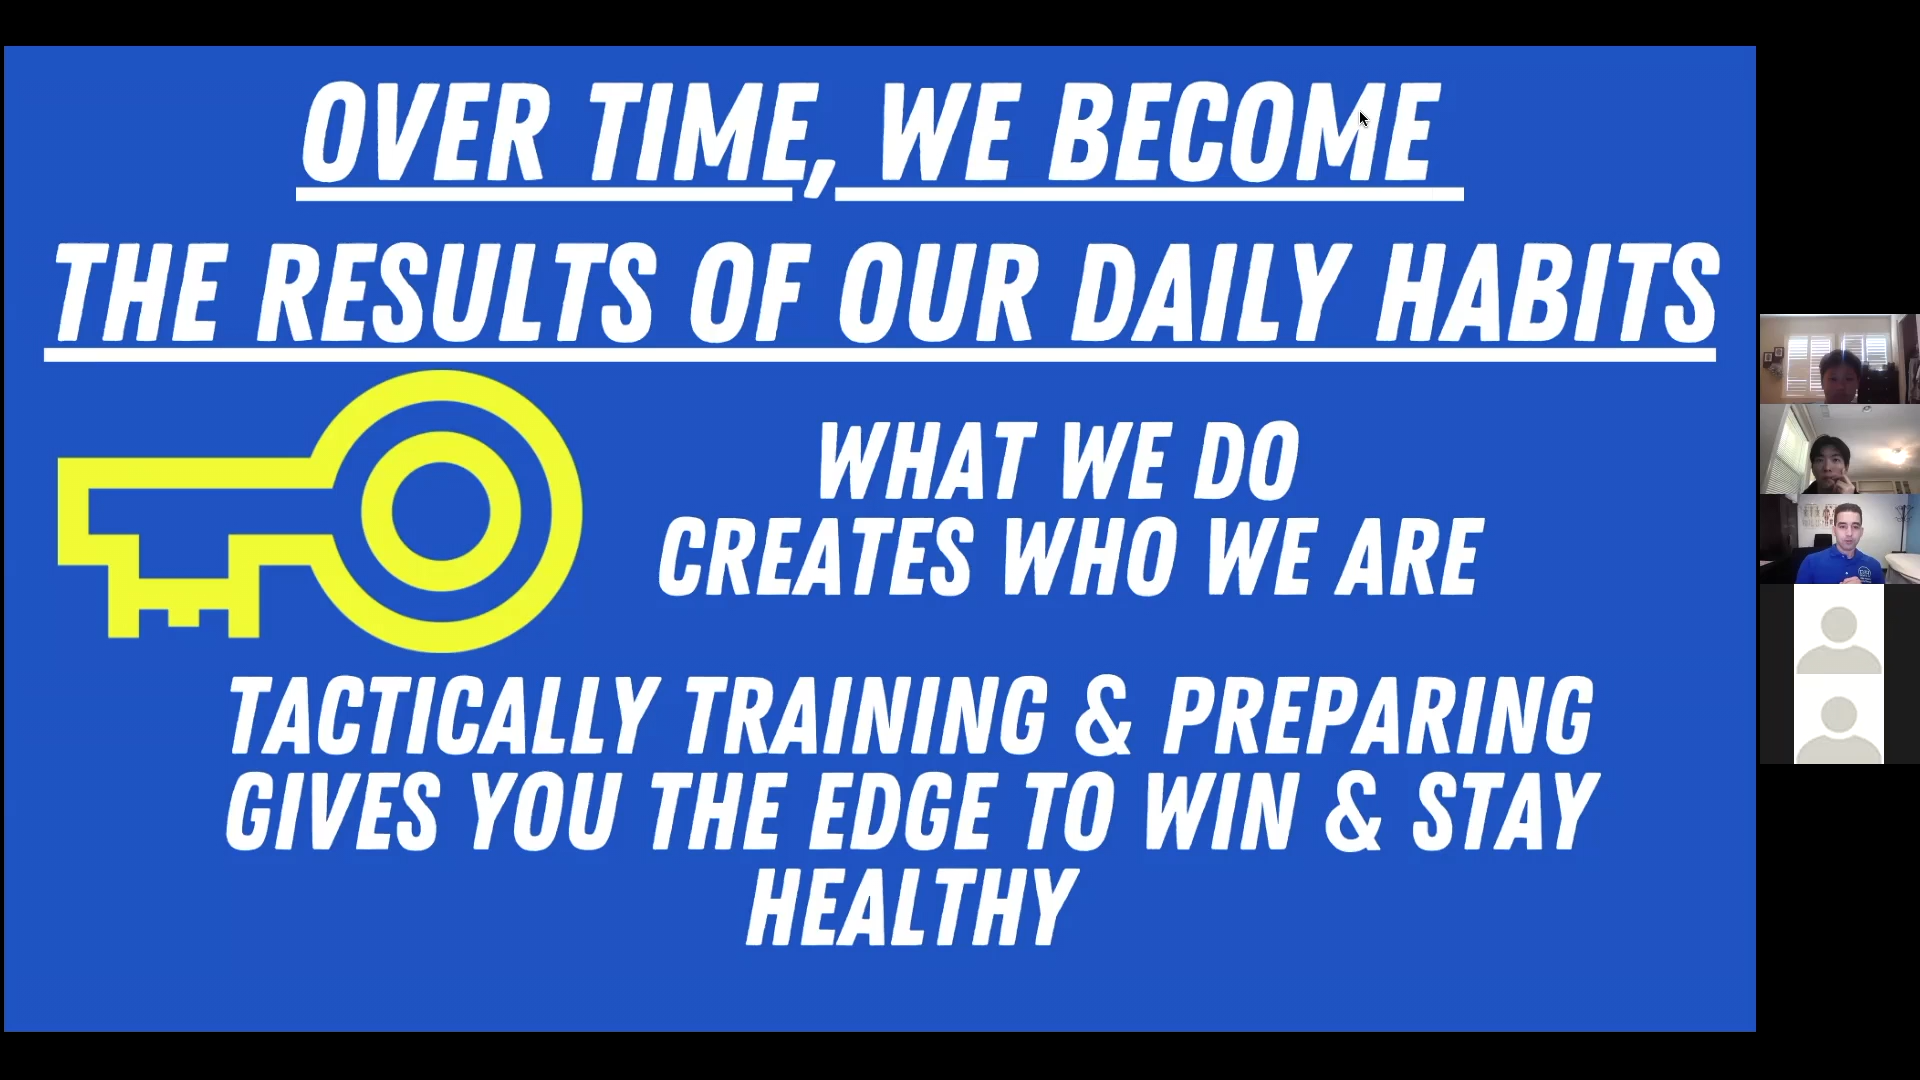 OVER TIME, WE BECOME
THE RESULTS OF OUR DAILY HABITS
WHAT WE DO
CREATES WHO WE ARE
TACTICALLY TRAINING & PREPARING
GIVES YOU THE EDGE TO WIN & STAY
HEALTHY